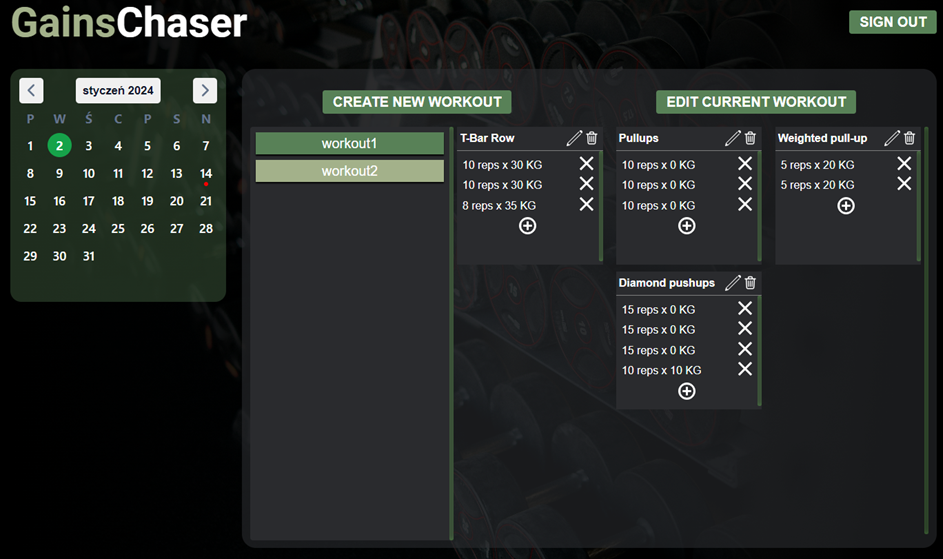 GainsChaser
SIGN OUT
styczeń 2024
P W Ś C P S N
1 2 3 4 5 6 7
8 9 10 11 12 13 14
15 16 17 18 19 20 21
22 23 24 25 26 27 28
29 30 31
CREATE NEW WORKOUT
EDIT CURRENT WORKOUT
workout1
workout2
T-Bar Row
10 reps x 30 KG
10 reps x 30 KG
8 reps x 35 KG
Pullups
10 reps x 0 KG
10 reps x 0 KG
10 reps x 0 KG
Weighted pull-up
5 reps x 20 KG
5 reps x 20 KG
Diamond pushups
15 reps x 0 KG
15 reps x 0 KG
15 reps x 0 KG
10 reps x 10 KG